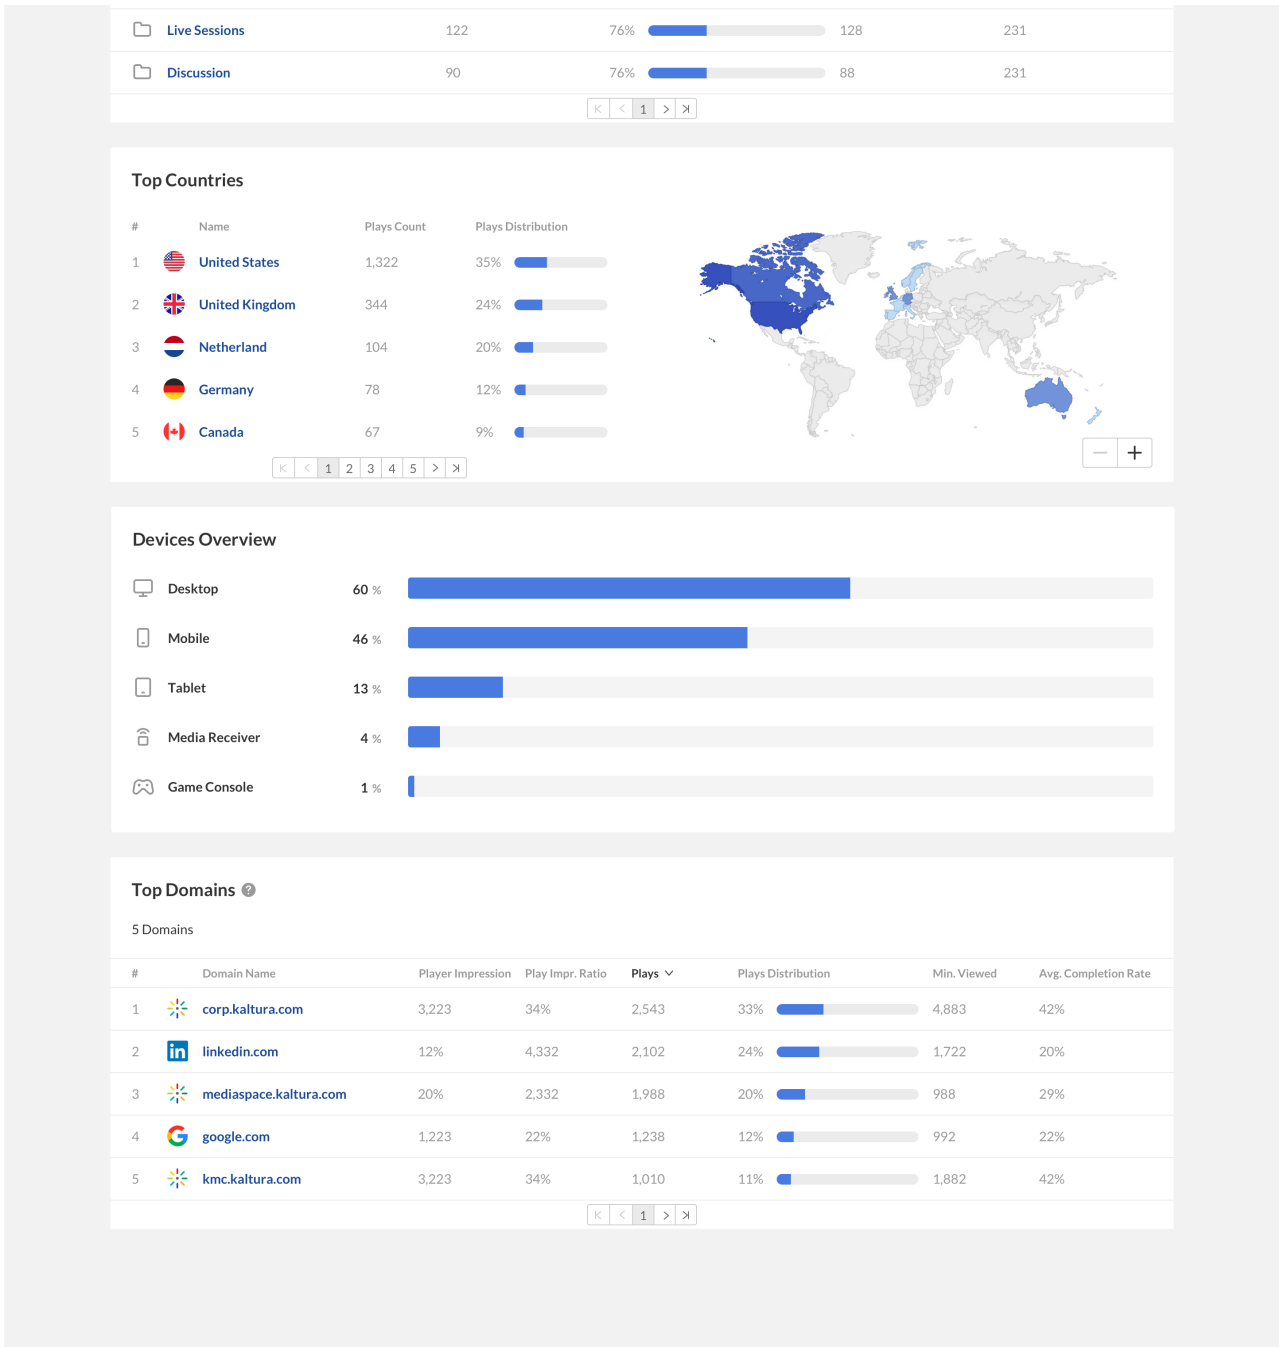 Live Sessions 122 76% 128 231
Discussion 90 76% 88 231
1
Top Countries
# Name Plays Count Plays Distribution
1 United States 1,322 35%
2 United Kingdom 344 24%
3 Netherland 104 20%
4 Germany 78 12%
5 Canada 67 9%
1 2 3 4 5
Devices Overview
Desktop 60 %
Mobile 46 %
Tablet 13 %
Media Receiver 4 %
Game Console 1 %
Top Domains ?
5 Domains
# Domain Name Player Impression Play Impr. Ratio Plays Plays Distribution Min. Viewed Avg. Completion Rate
1 corp.kaltura.com 3,223 34% 2,543 33% 4,883 42%
2 in linkedin.com 12% 4,332 2,102 24% 1,722 20%
3 mediaspace.kaltura.com 20% 2,332 1,988 20% 988 29%
4 G google.com 1,223 22% 1,238 12% 992 22%
5 kmc.kaltura.com 3,223 34% 1,010 11% 1,882 42%
1